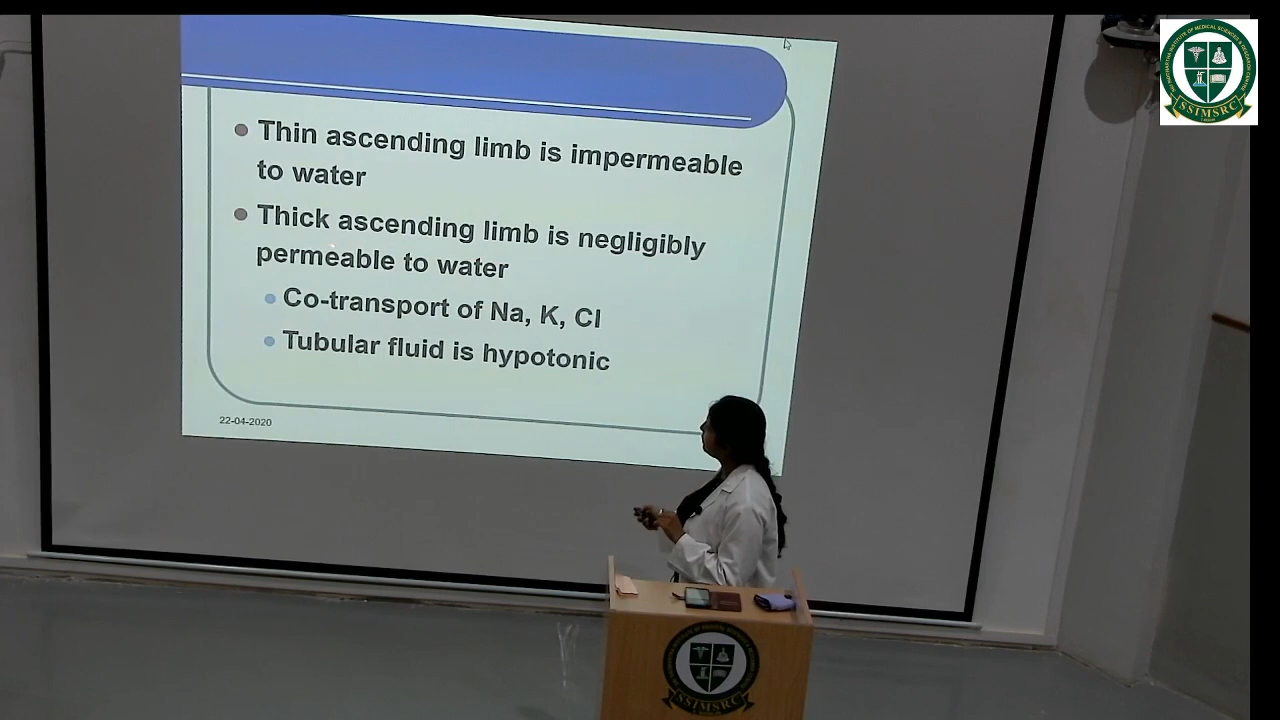 Thin ascending limb is impermeable
to water
Thick ascending limb is negligibly
permeable to water
Co-transport of Na, K, Cl
Tubular fluid is hypotonic
22-04-2020
SSIMSRC
SSIMSRC